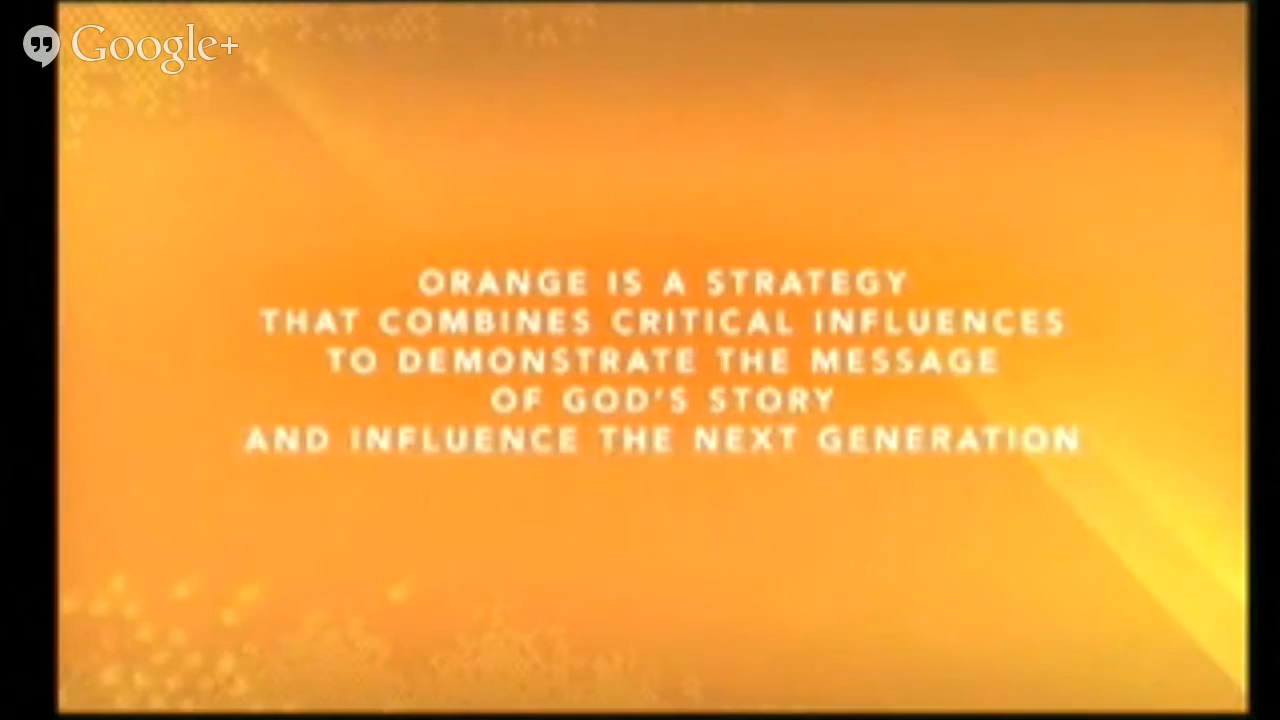 Google+
ORANGE IS A STRATEGY
THAT COMBINES CRITICAL INFLUENCES
TO DEMONSTRATE THE MESSAGE
OF GOD'S STORY
AND INFLUENCE THE NEXT GENERATION